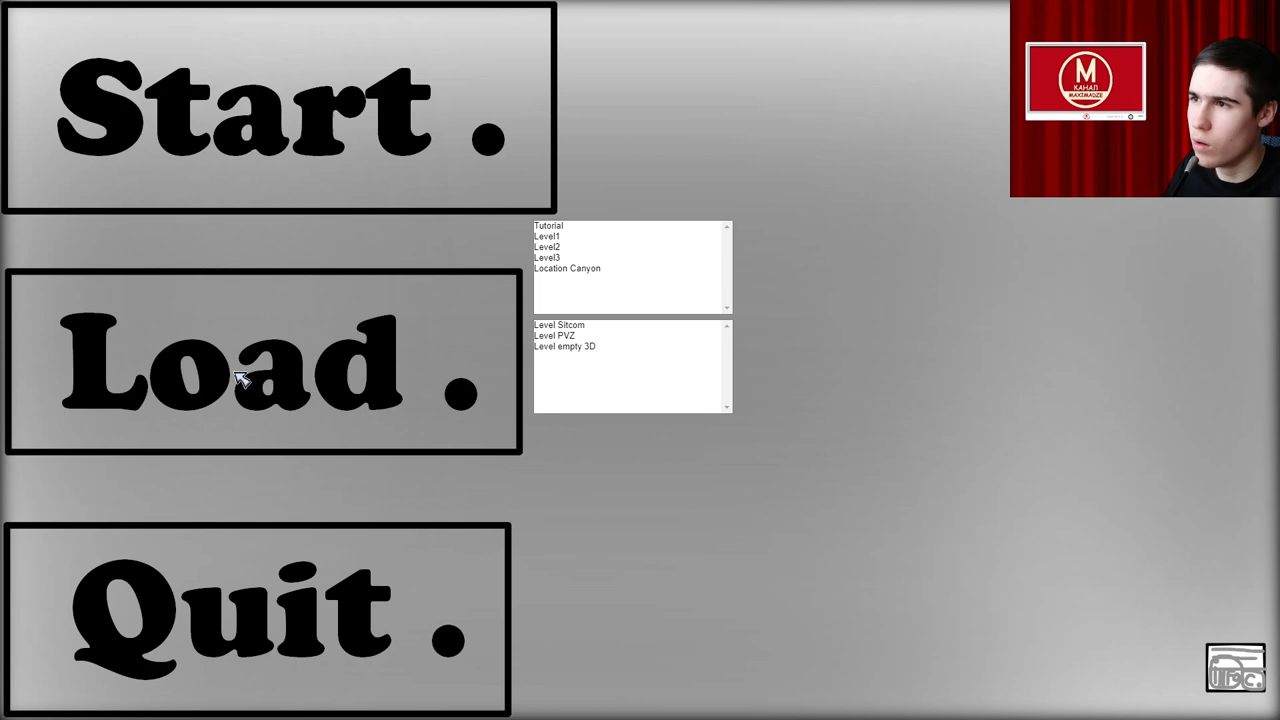 Start .
М
КАНАЛ
MAXIMADZE
Tutorial
Level1
Level2
Level3
Location Canyon
Load .
Level Sitcom
Level PVZ
Level empty 3D
Quit .